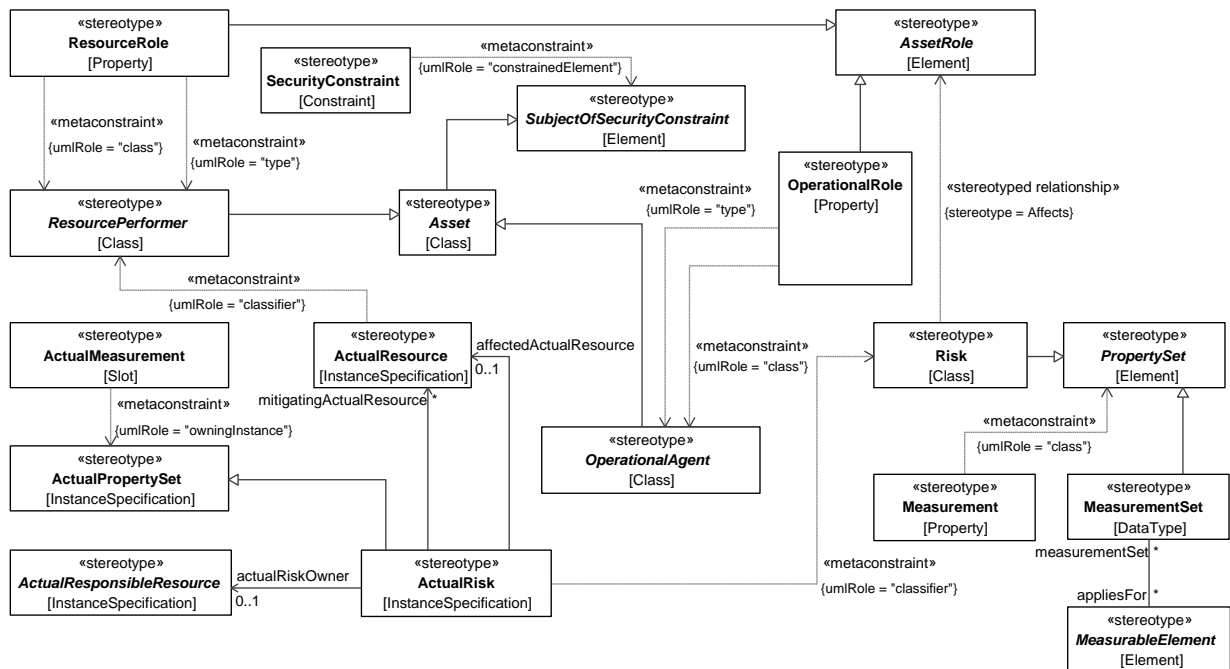 «stereotype»
ResourceRole
[Property]
«stereotype»
SecurityConstraint
[Constraint]
«metaconstraint»
{umlRole = "constrainedElement"}
«stereotype»
AssetRole
[Element]
«stereotype»
SubjectOfSecurityConstraint
[Element]
«metaconstraint»
{umlRole = "class"}
«metaconstraint»
{umlRole = "type"}
«stereotype»
OperationalRole
[Property]
«stereotyped relationship»
{stereotype = Affects}
«metaconstraint»
{umlRole = "type"}
«stereotype»
ResourcePerformer
[Class]
«stereotype»
Asset
[Class]
«metaconstraint»
{umlRole = "classifier"}
«stereotype»
ActualMeasurement
[Slot]
«stereotype»
ActualResource
[InstanceSpecification]
affectedActualResource
0..1
mitigatingActualResource *
«metaconstraint»
{umlRole = "class"}
«stereotype»
Risk
[Class]
«stereotype»
PropertySet
[Element]
«metaconstraint»
{umlRole = "owningInstance"}
«metaconstraint»
{umlRole = "class"}
«stereotype»
ActualPropertySet
[InstanceSpecification]
«stereotype»
OperationalAgent
[Class]
«stereotype»
Measurement
[Property]
«stereotype»
MeasurementSet
[DataType]
measurementSet *
«stereotype»
ActualResponsibleResource
[InstanceSpecification]
actualRiskOwner
0..1
«stereotype»
ActualRisk
[InstanceSpecification]
«metaconstraint»
{umlRole = "classifier"}
appliesFor *
«stereotype»
MeasurableElement
[Element]